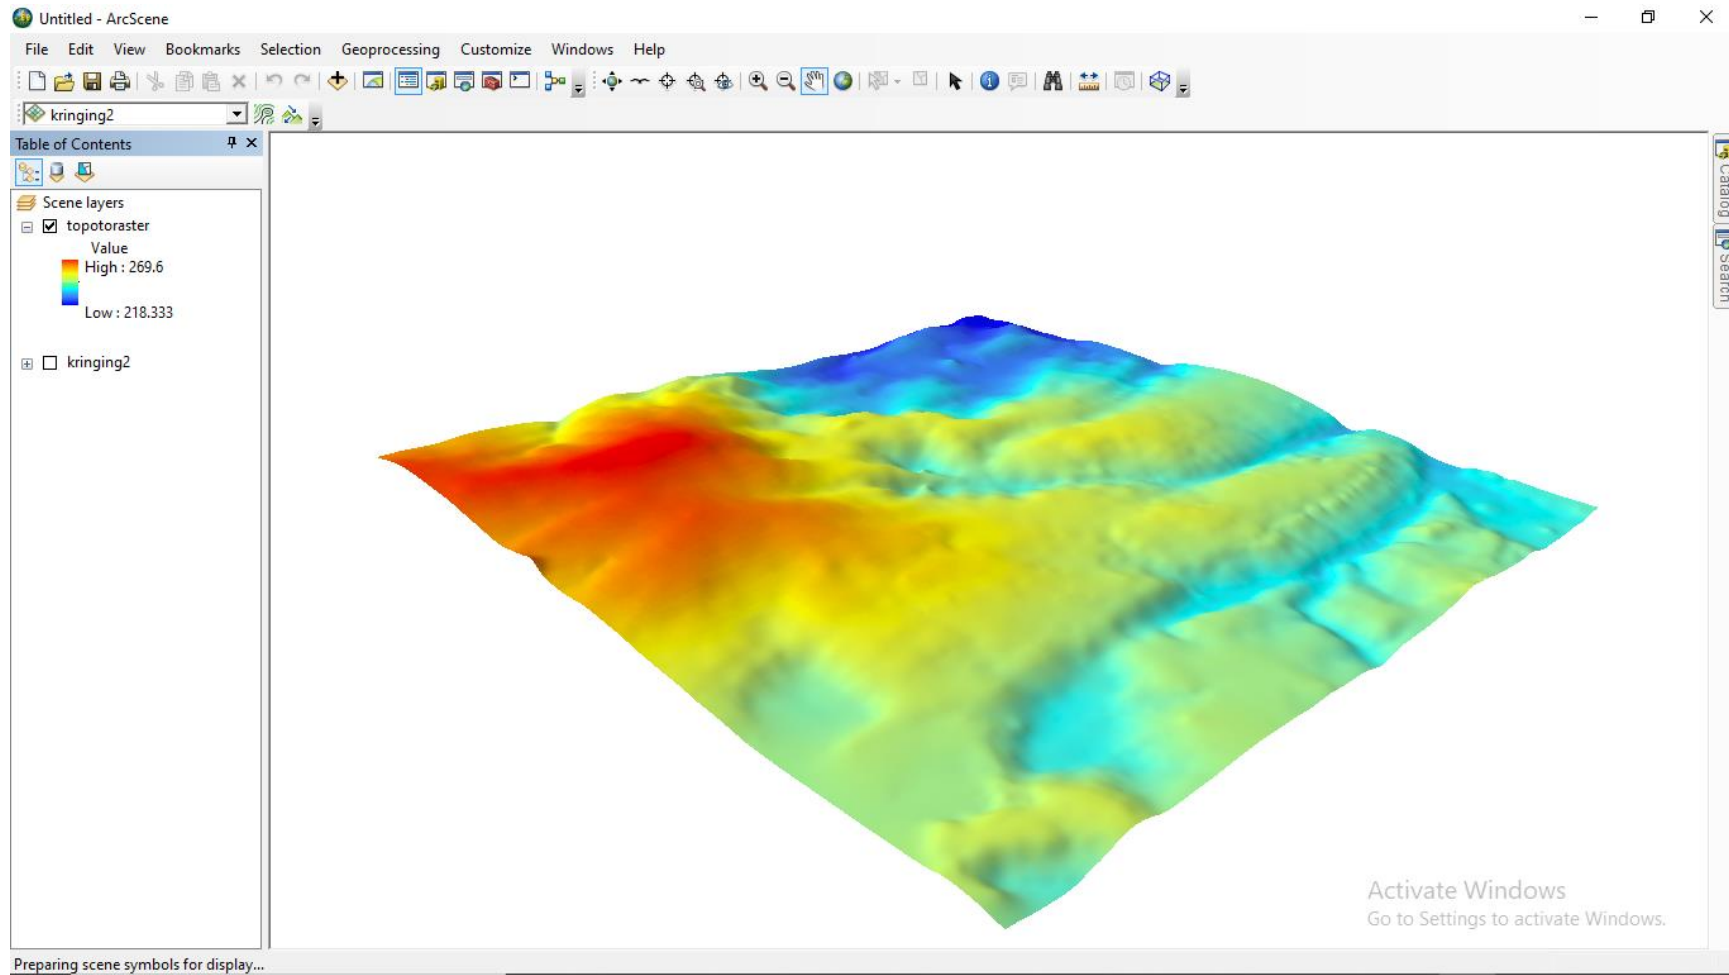 Untitled - ArcScene
File Edit View Bookmarks Selection Geoprocessing Customize Windows Help
kringing2
Table of Contents
Scene layers
topotoraster
Value
High : 269.6
Low : 218.333
kringing2
Catalog
Search
Activate Windows
Go to Settings to activate Windows.
Preparing scene symbols for display...